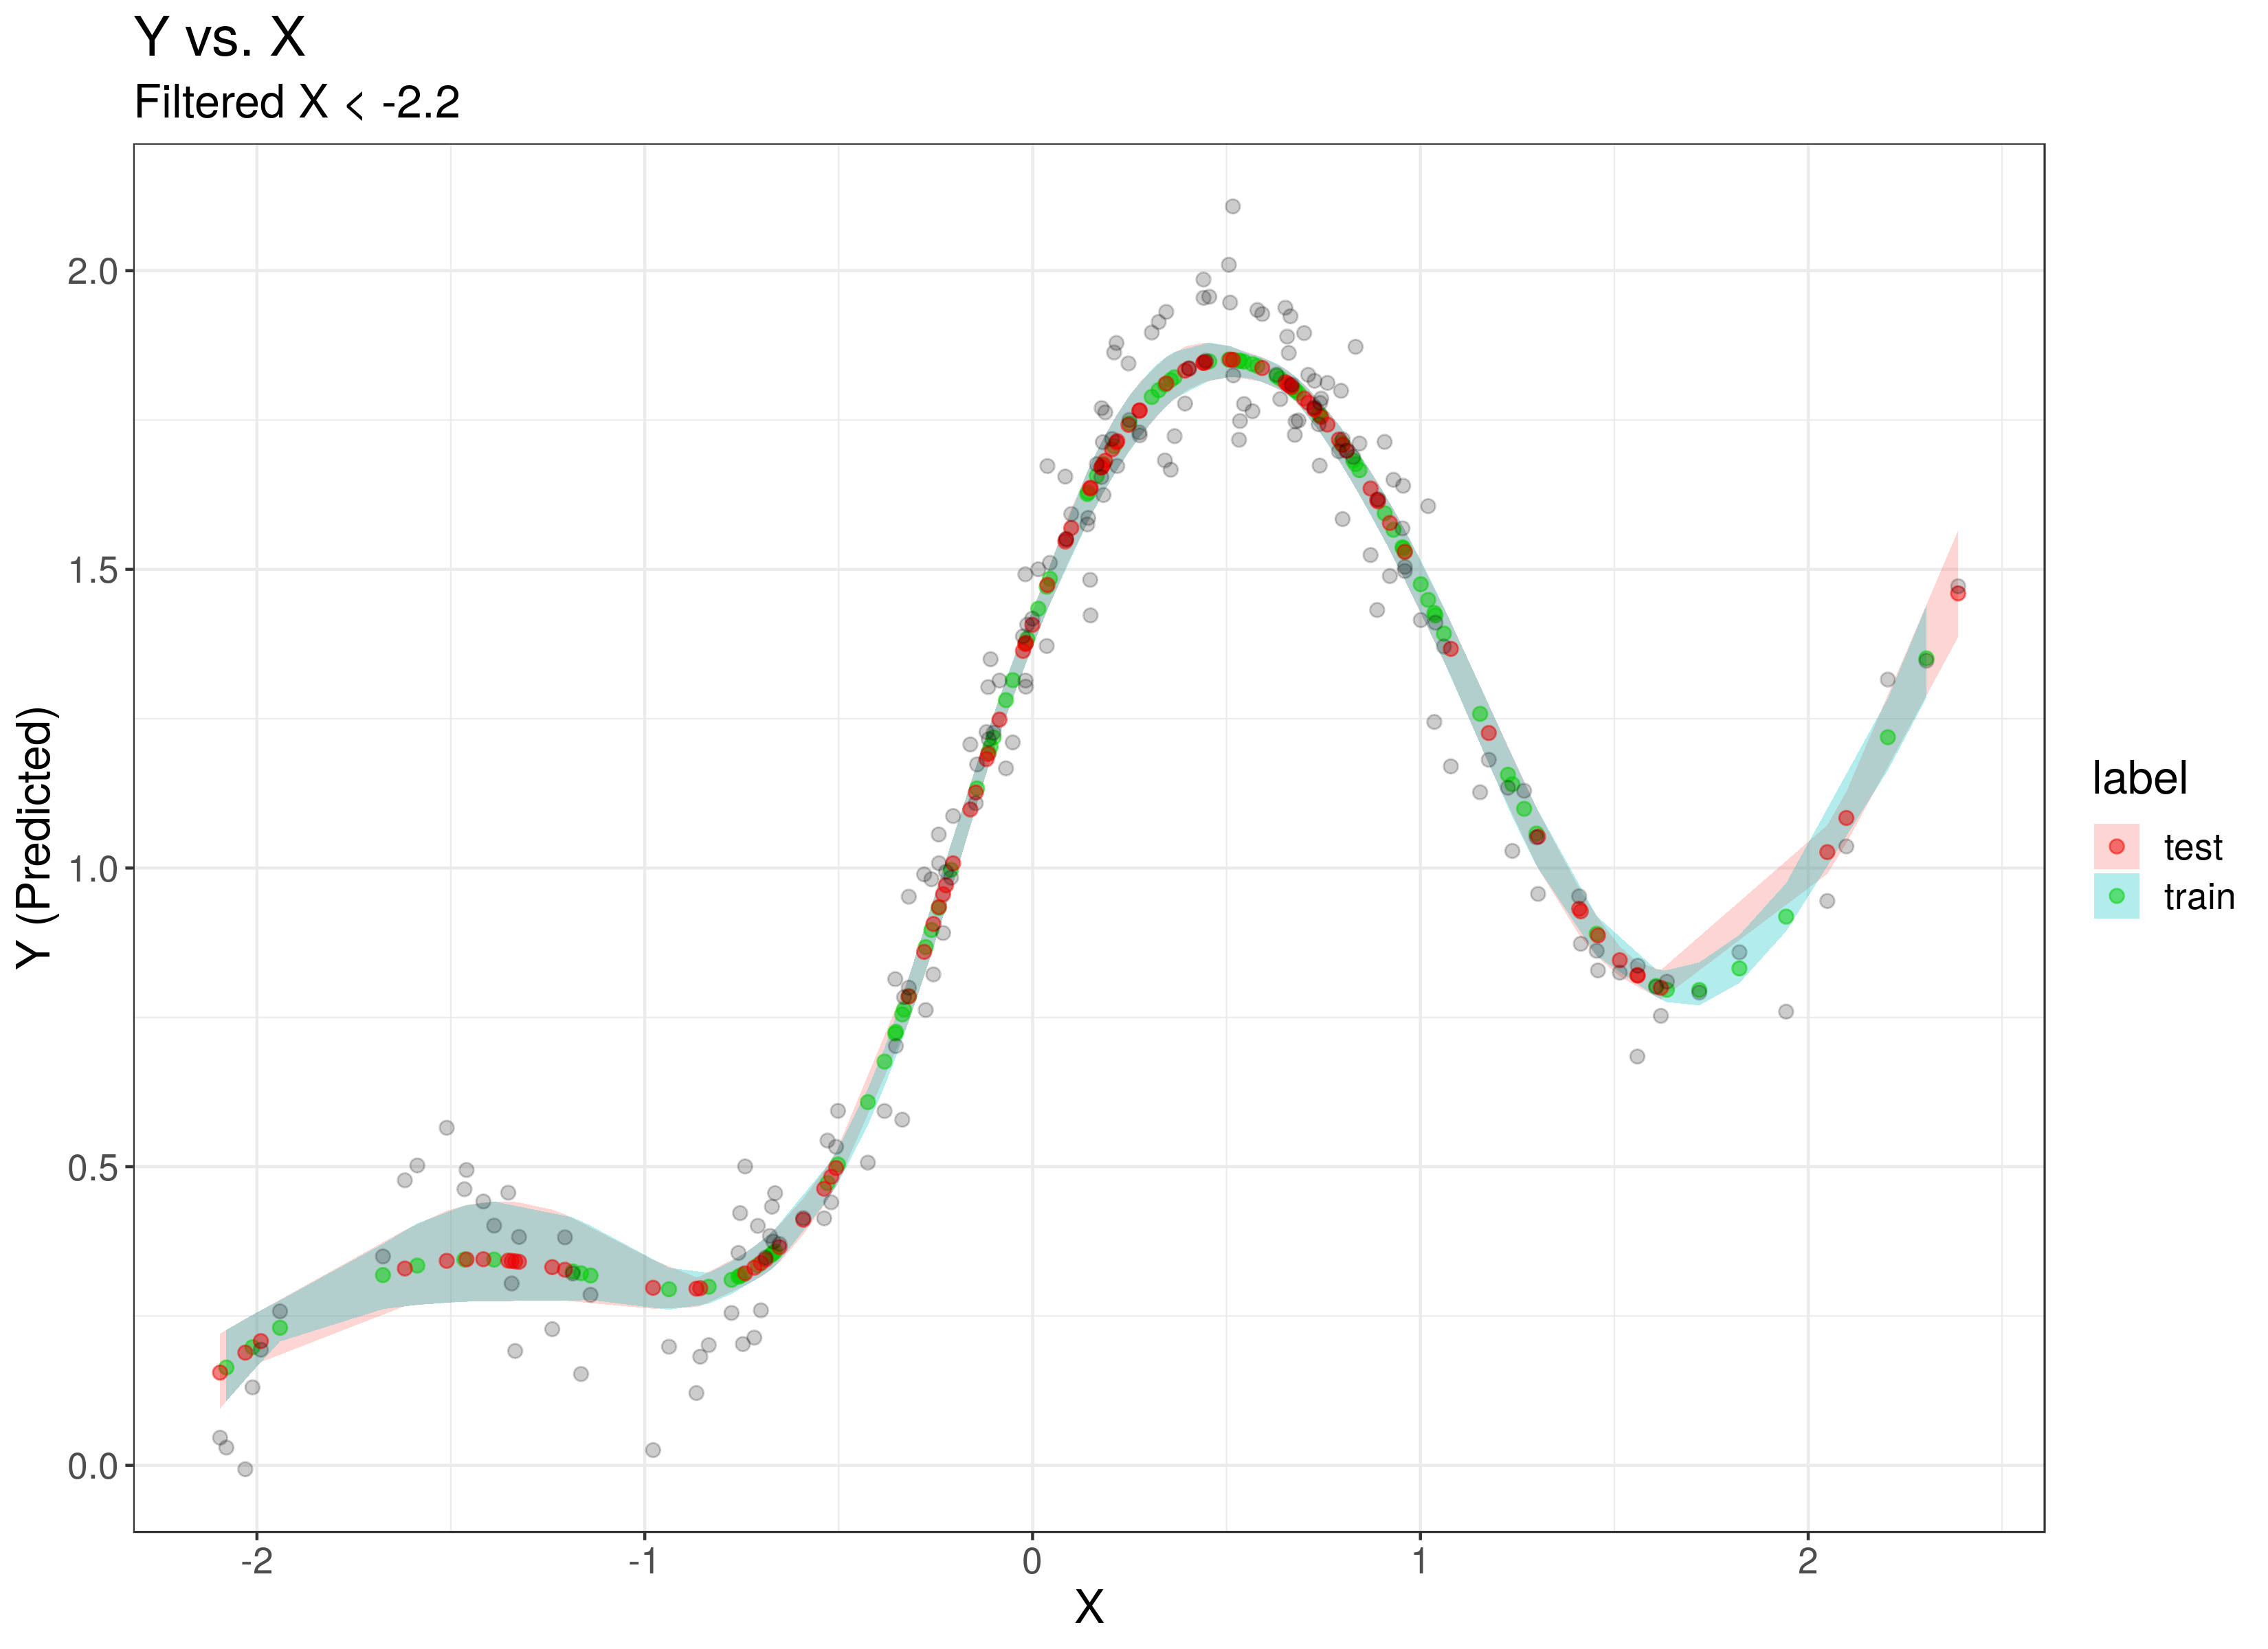 Y vs. X
Filtered X < -2.2
Y (Predicted)
2.0
1.5
1.0
0.5
0.0
-2
-1
0
1
2
X
label
test
train